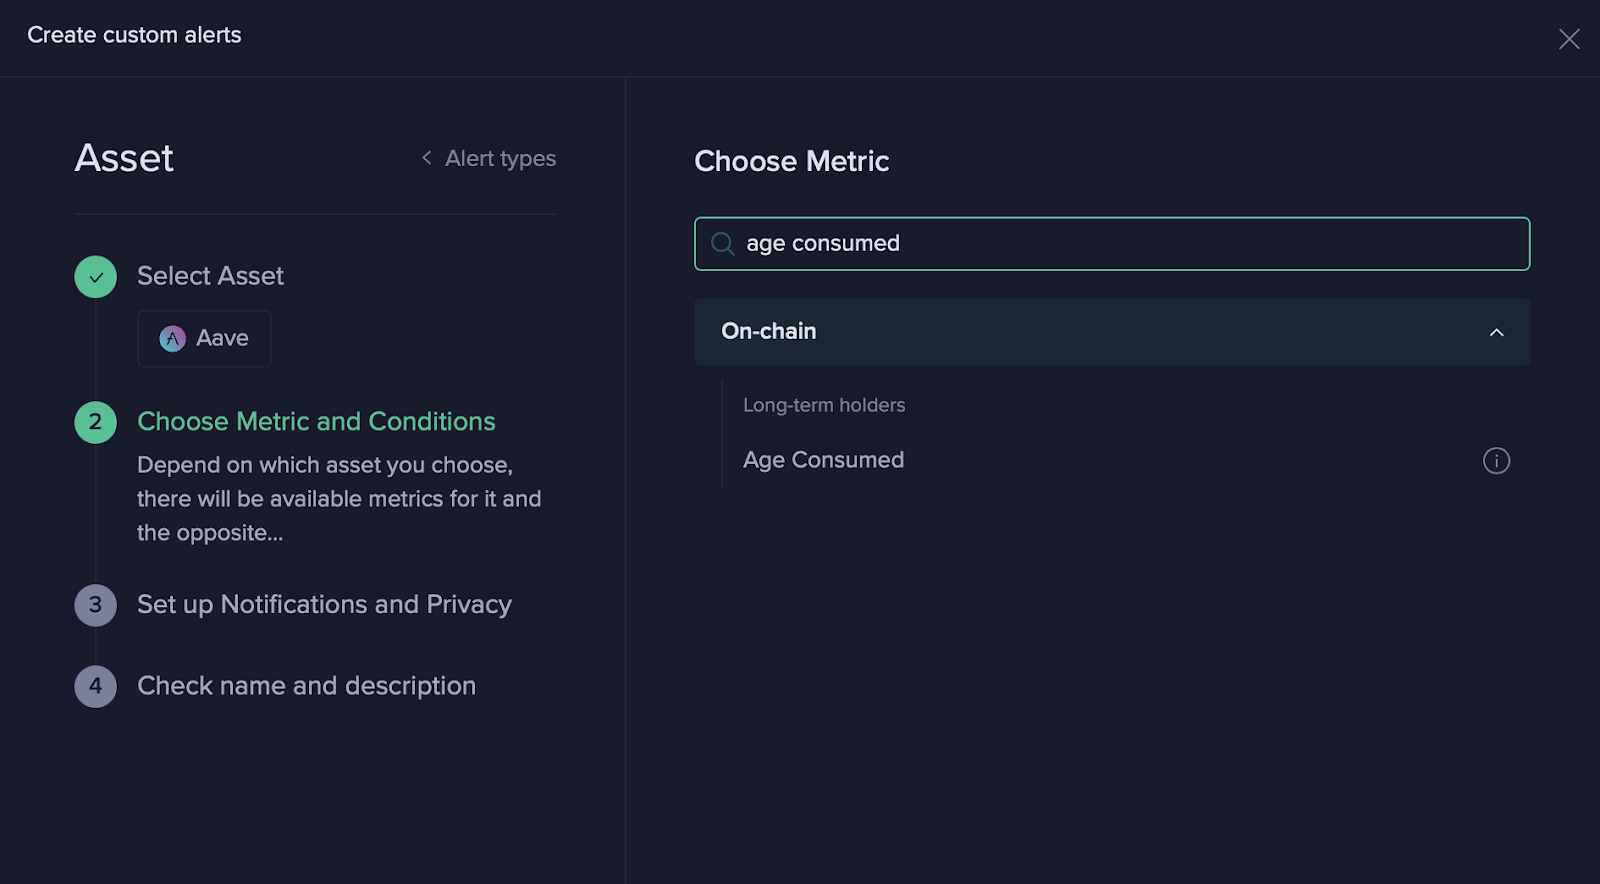 Create custom alerts
Asset
Alert types
Select Asset
Aave
2
Choose Metric and Conditions
Depend on which asset you choose,
there will be available metrics for it and
the opposite...
3
Set up Notifications and Privacy
4
Check name and description
Choose Metric
age consumed
On-chain
Long-term holders
Age Consumed